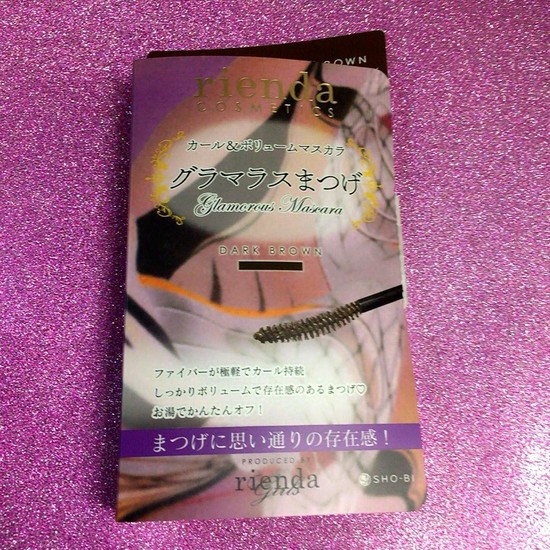 BROWN
rienda
COSMETICS
カール&ボリュームマスカラ
グラマラスまつげ
Glamorous Mascara
DARK BROWN
ファイバーが極軽でカール持続
しっかりボリュームで存在感のあるまつげ♡
お湯でかんたんオフ!
まつげに思い通りの存在感!
PRODUCED BY
rienda
Girls
SHO-BI